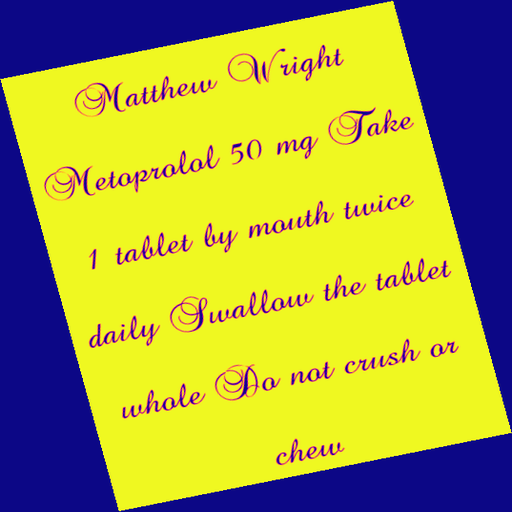 Matthew Wright
Metoprolol 50 mg Take
1 tablet by mouth twice
daily Swallow the tablet
whole Do not crush or
chew